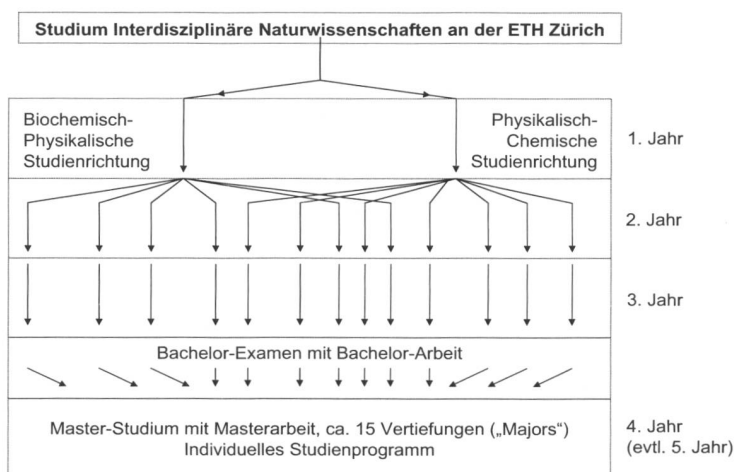 Studium Interdisziplinäre Naturwissenschaften an der ETH Zürich
Biochemisch-
Physikalische
Studienrichtung
Physikalisch-
Chemische
Studienrichtung
1. Jahr
2. Jahr
3. Jahr
Bachelor-Examen mit Bachelor-Arbeit
Master-Studium mit Masterarbeit, ca. 15 Vertiefungen („Majors“)
Individuelles Studienprogramm
4. Jahr
(evtl. 5. Jahr)